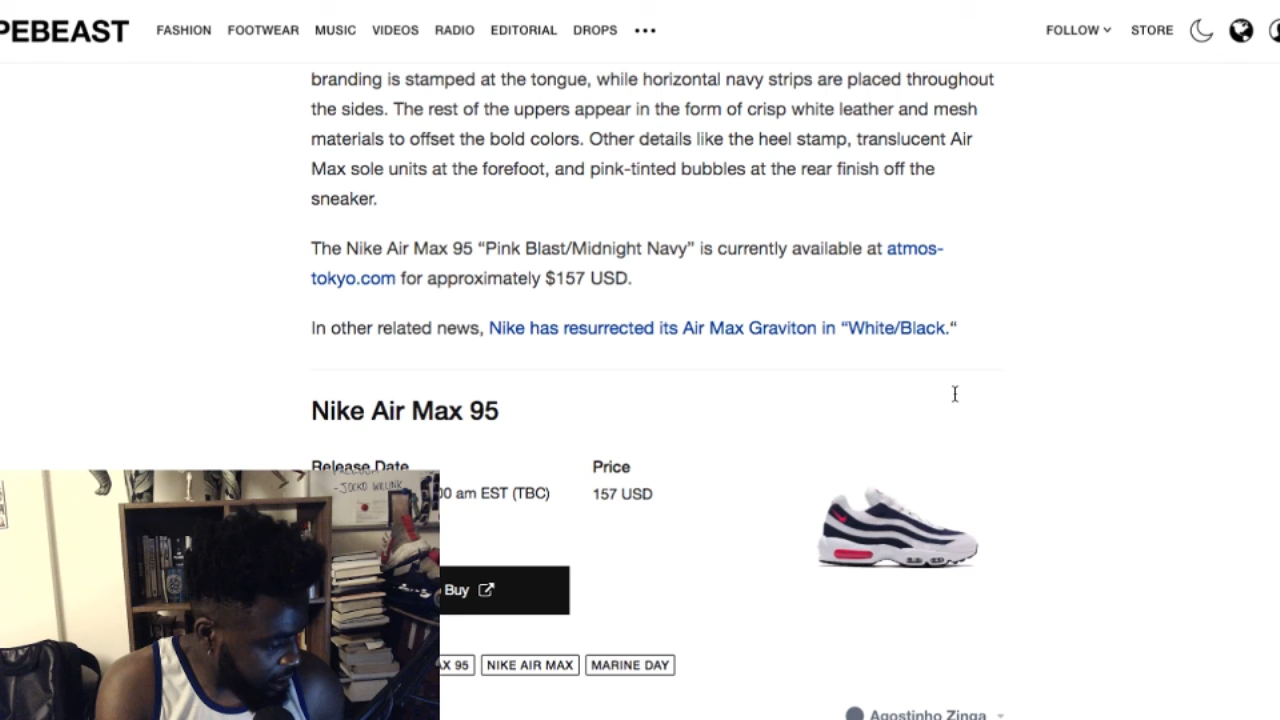 PEBEAST FASHION FOOTWEAR MUSIC VIDEOS RADIO EDITORIAL DROPS ••• FOLLOW STORE
branding is stamped at the tongue, while horizontal navy strips are placed throughout
the sides. The rest of the uppers appear in the form of crisp white leather and mesh
materials to offset the bold colors. Other details like the heel stamp, translucent Air
Max sole units at the forefoot, and pink-tinted bubbles at the rear finish off the
sneaker.
The Nike Air Max 95 “Pink Blast/Midnight Navy” is currently available at atmos-
tokyo.com for approximately $157 USD.
In other related news, Nike has resurrected its Air Max Graviton in “White/Black.“
Nike Air Max 95
Release Date Price
00 am EST (TBC) 157 USD
-JOCKO WILLINK
Buy
X 95 NIKE AIR MAX MARINE DAY
Agostinho Zinga